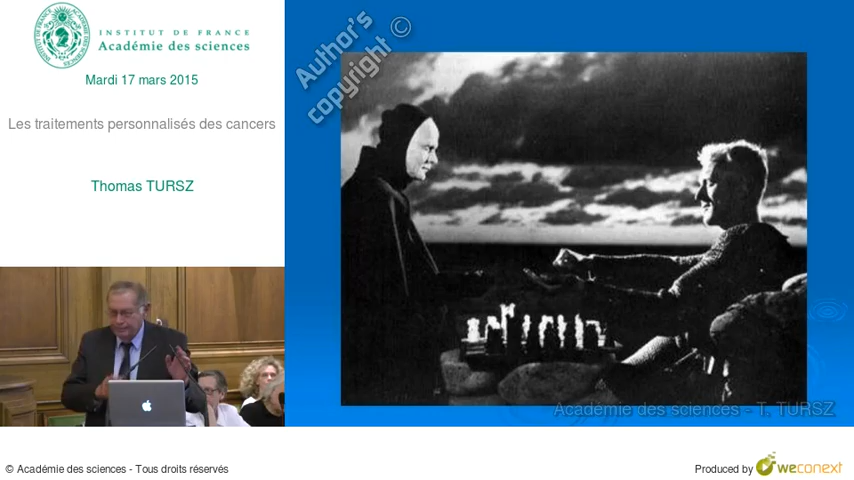 INSTITUT DE FRANCE
Académie des sciences
Mardi 17 mars 2015
Les traitements personnalisés des cancers
Thomas TURSZ
Author's
copyright ©
Académie des sciences - T. TURSZ
© Académie des sciences - Tous droits réservés
Produced by weconext